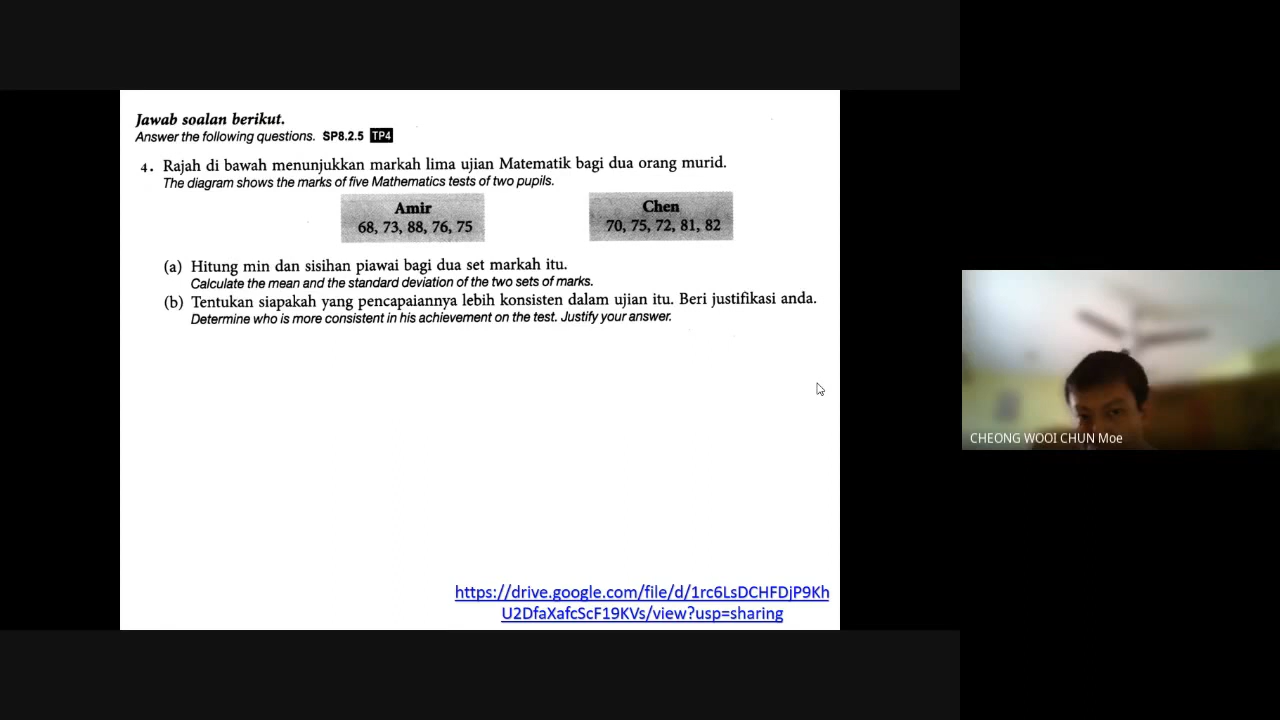 Jawab soalan berikut.
Answer the following questions. SP8.2.5 TP4
4. Rajah di bawah menunjukkan markah lima ujian Matematik bagi dua orang murid.
The diagram shows the marks of five Mathematics tests of two pupils.
Amir
68, 73, 88, 76, 75
Chen
70, 75, 72, 81, 82
(a) Hitung min dan sisihan piawai bagi dua set markah itu.
Calculate the mean and the standard deviation of the two sets of marks.
(b) Tentukan siapakah yang pencapaiannya lebih konsisten dalam ujian itu. Beri justifikasi anda.
Determine who is more consistent in his achievement on the test. Justify your answer.
https://drive.google.com/file/d/1rc6LsDCHFDjP9Kh
U2DfaXafcScF19KVs/view?usp=sharing
CHEONG WOOI CHUN Moe